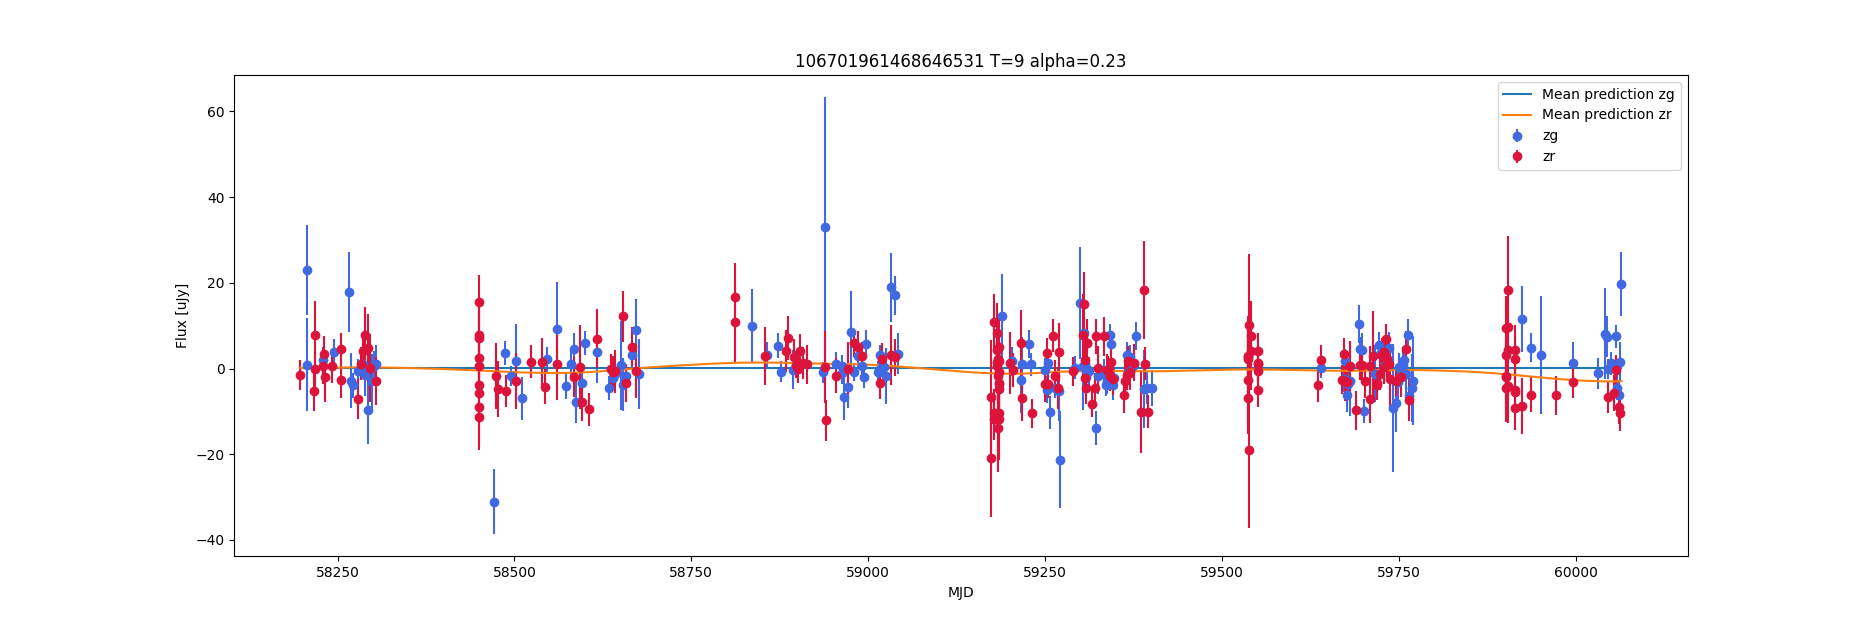 106701961468646531 T=9 alpha=0.23
Mean prediction zg
Mean prediction zr
zg
zr
Flux [uJy]
60
40
20
0
−20
−40
58250 58500 58750 59000 59250 59500 59750 60000
MJD